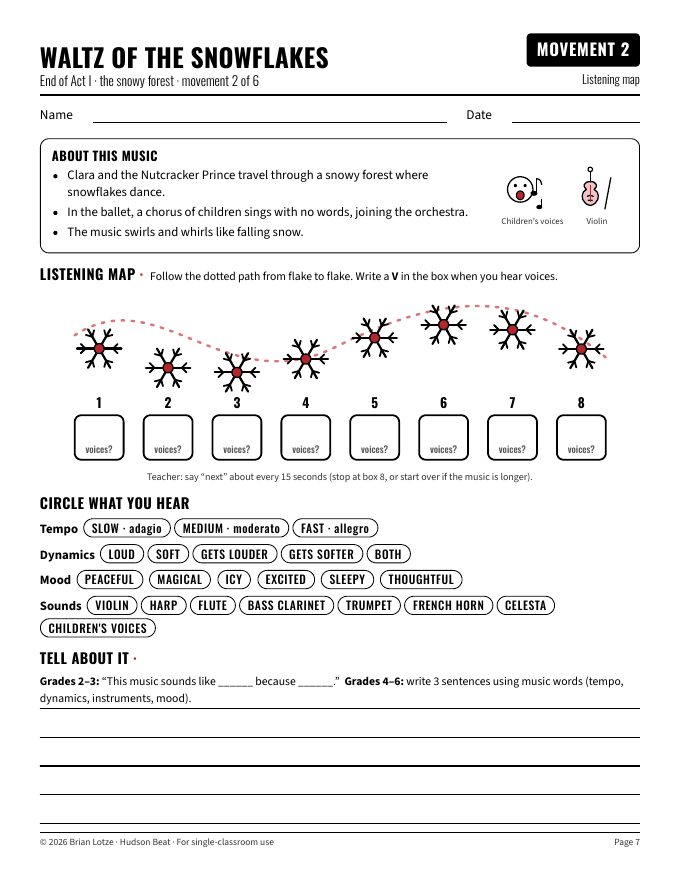 WALTZ OF THE SNOWFLAKES
MOVEMENT 2
End of Act I · the snowy forest · movement 2 of 6
Listening map
Name
Date
ABOUT THIS MUSIC
• Clara and the Nutcracker Prince travel through a snowy forest where
snowflakes dance.
• In the ballet, a chorus of children sings with no words, joining the orchestra.
• The music swirls and whirls like falling snow.
Children's voices
Violin
LISTENING MAP · Follow the dotted path from flake to flake. Write a V in the box when you hear voices.
1 2 3 4 5 6 7 8
voices? voices? voices? voices? voices? voices? voices? voices?
Teacher: say “next” about every 15 seconds (stop at box 8, or start over if the music is longer).
CIRCLE WHAT YOU HEAR
Tempo SLOW · adagio MEDIUM · moderato FAST · allegro
Dynamics LOUD SOFT GETS LOUDER GETS SOFTER BOTH
Mood PEACEFUL MAGICAL ICY EXCITED SLEEPY THOUGHTFUL
Sounds VIOLIN HARP FLUTE BASS CLARINET TRUMPET FRENCH HORN CELESTA
CHILDREN'S VOICES
TELL ABOUT IT ·
Grades 2–3: “This music sounds like ______ because ______.” Grades 4–6: write 3 sentences using music words (tempo,
dynamics, instruments, mood).
© 2026 Brian Lotze · Hudson Beat · For single-classroom use
Page 7